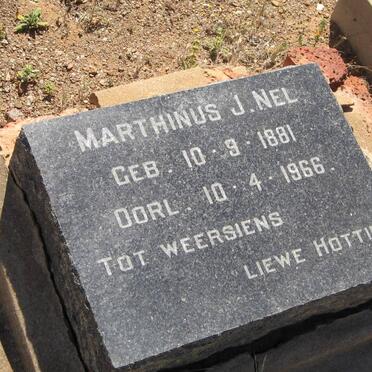 MARTHINUS J. NEL
GEB. 10-9-1881
OORL. 10-4-1966.
TOT WEERSIENS
LIEWE